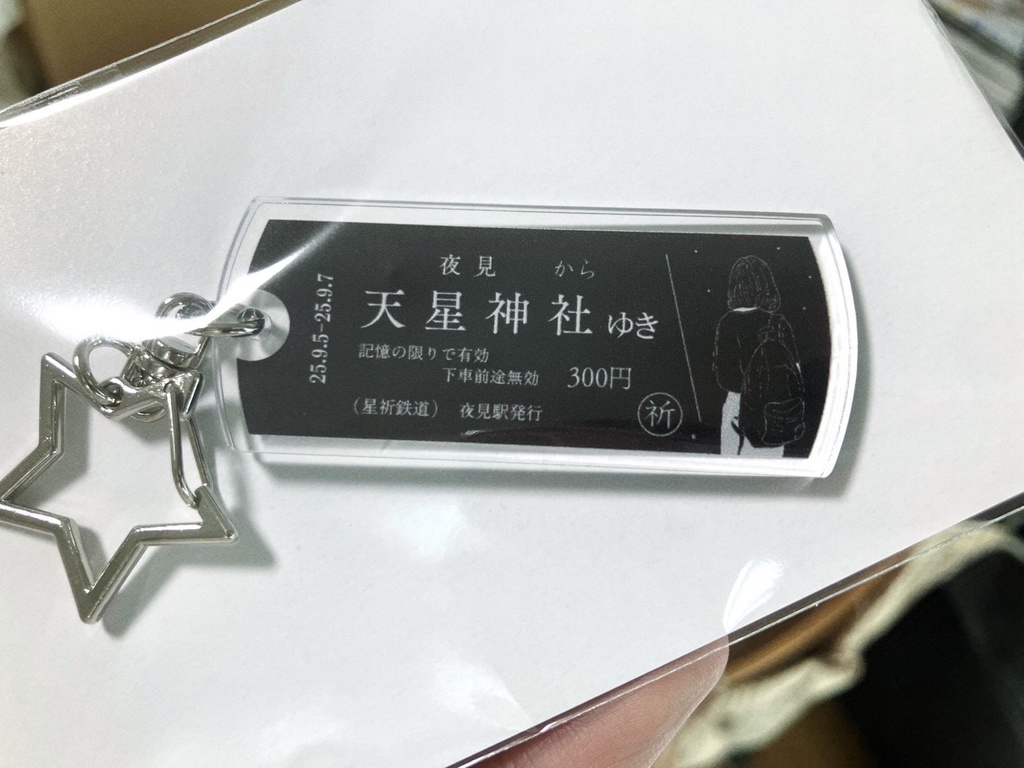 25.9.5-25.9.7
夜見 から
天星神社 ゆき
記憶の限りで有効
下車前途無効 300円
(星祈鉄道) 夜見駅発行
祈